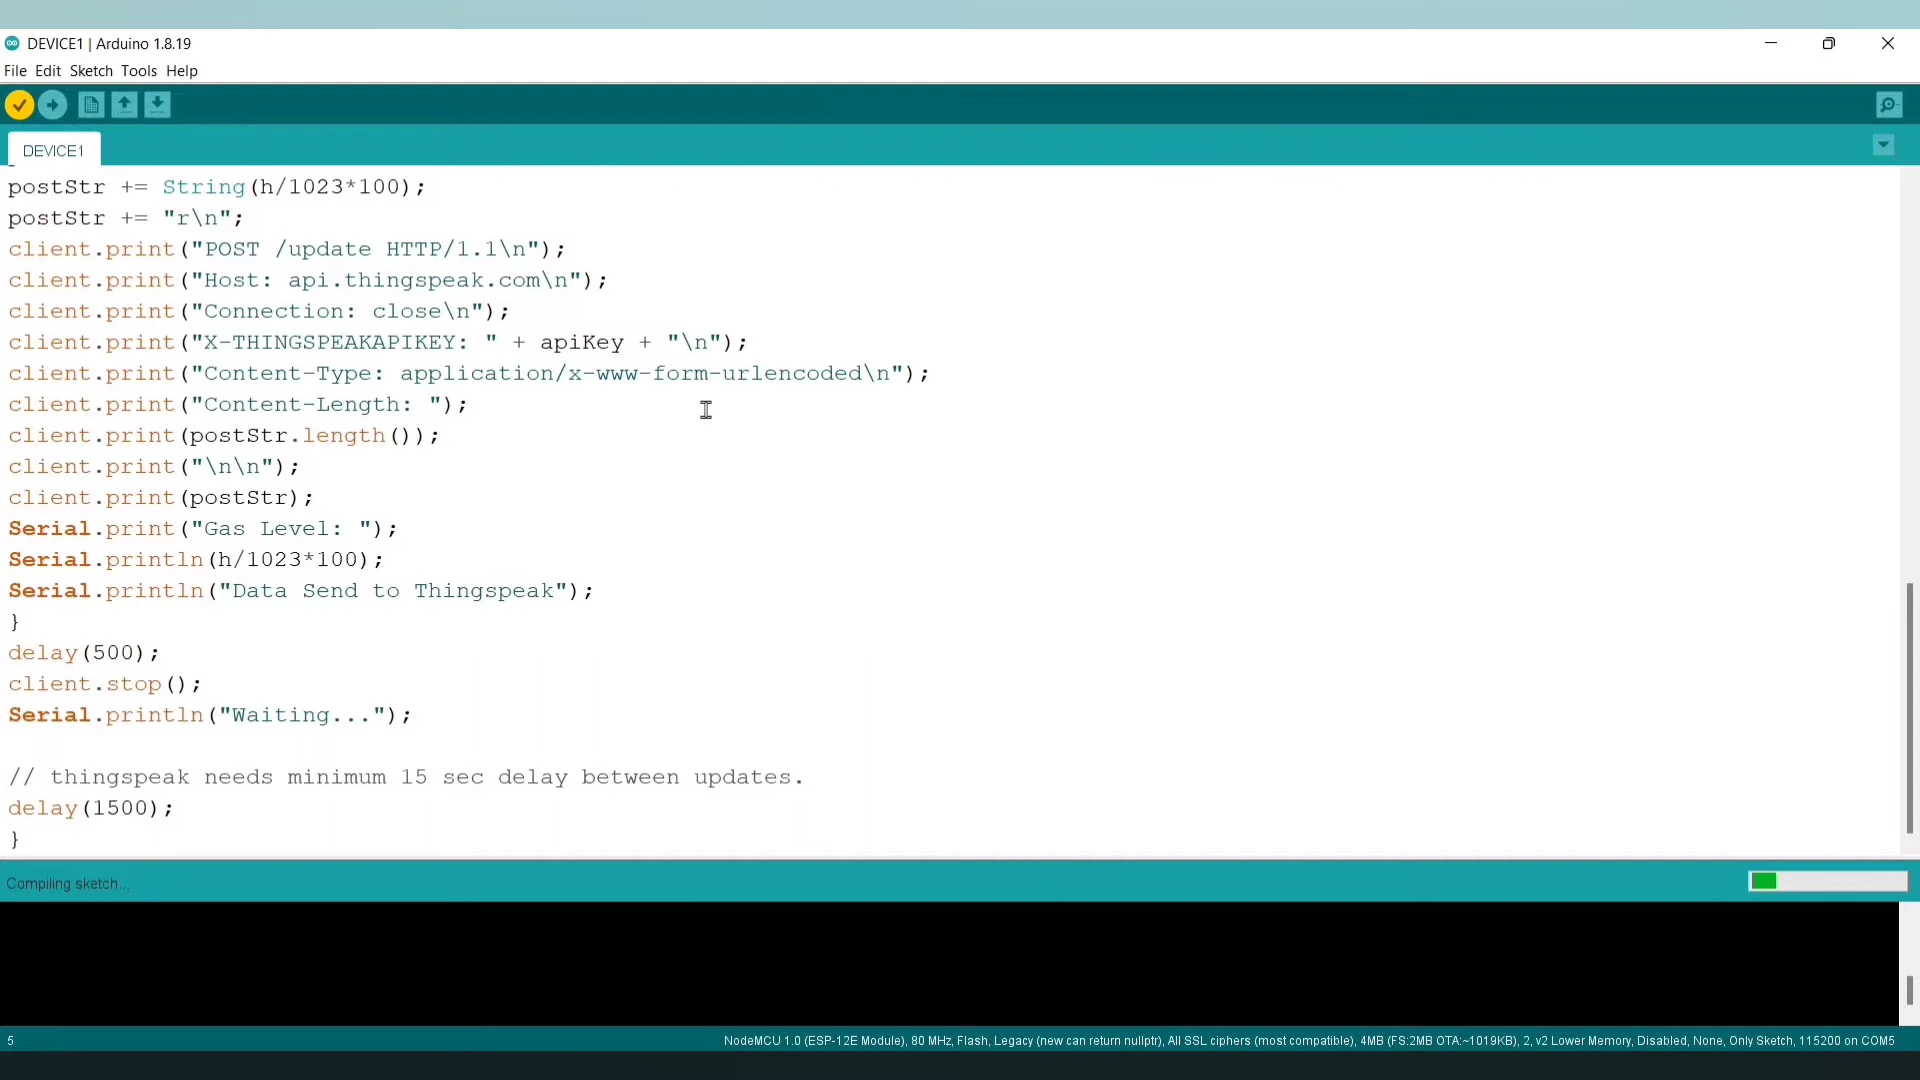 DEVICE1 | Arduino 1.8.19
File Edit Sketch Tools Help
DEVICE1
postStr += String(h/1023*100);
postStr += "r\n";
client.print("POST /update HTTP/1.1\n");
client.print("Host: api.thingspeak.com\n");
client.print("Connection: close\n");
client.print("X-THINGSPEAKAPIKEY: " + apiKey + "\n");
client.print("Content-Type: application/x-www-form-urlencoded\n");
client.print("Content-Length: ");
client.print(postStr.length());
client.print("\n\n");
client.print(postStr);
Serial.print("Gas Level: ");
Serial.println(h/1023*100);
Serial.println("Data Send to Thingspeak");
}
delay(500);
client.stop();
Serial.println("Waiting...");
// thingspeak needs minimum 15 sec delay between updates.
delay(1500);
}
Compiling sketch...
5
NodeMCU 1.0 (ESP-12E Module), 80 MHz, Flash, Legacy (new can return nullptr), All SSL ciphers (most compatible), 4MB (FS:2MB OTA:~1019KB), 2, v2 Lower Memory, Disabled, None, Only Sketch, 115200 on COM5